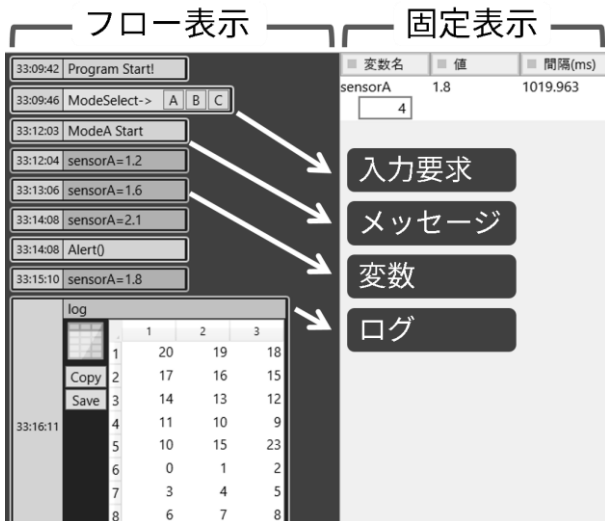 フロー表示
固定表示
33:09:42 Program Start!
33:09:46 ModeSelect-> A B C
33:12:03 ModeA Start
33:12:04 sensorA=1.2
33:13:06 sensorA=1.6
33:14:08 sensorA=2.1
33:14:08 Alert()
33:15:10 sensorA=1.8
33:16:11
log
Copy
Save
1 2 3
1 20 19 18
2 17 16 15
3 14 13 12
4 11 10 9
5 10 15 23
6 0 1 2
7 3 4 5
8 6 7 8
変数名 値 間隔(ms)
sensorA 1.8 1019.963
4
入力要求
メッセージ
変数
ログ